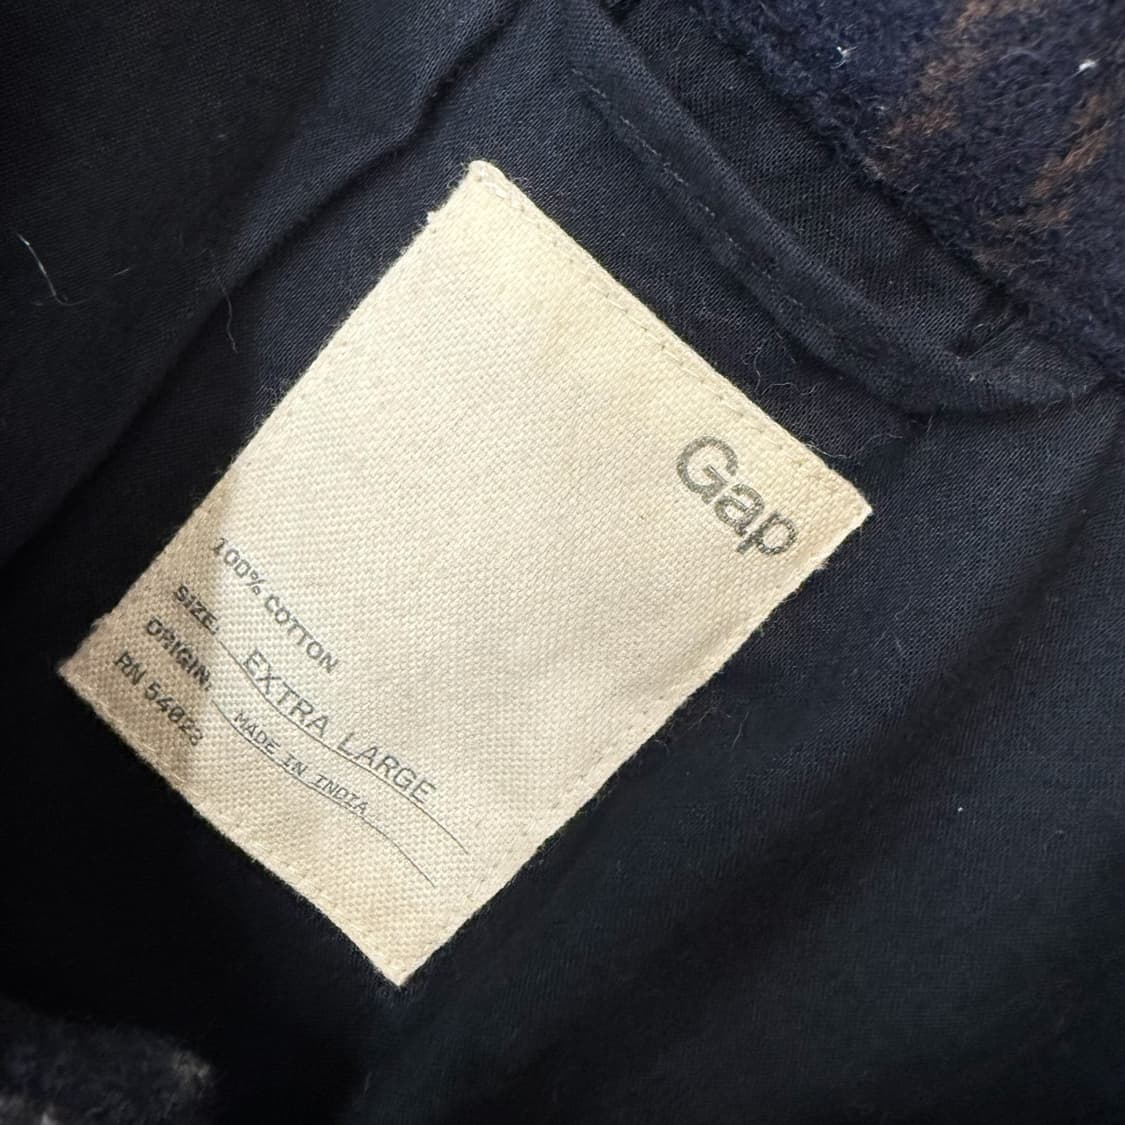 Gap
100% COTTON
SIZE. EXTRA LARGE
ORIGIN. MADE IN INDIA
RN 54023